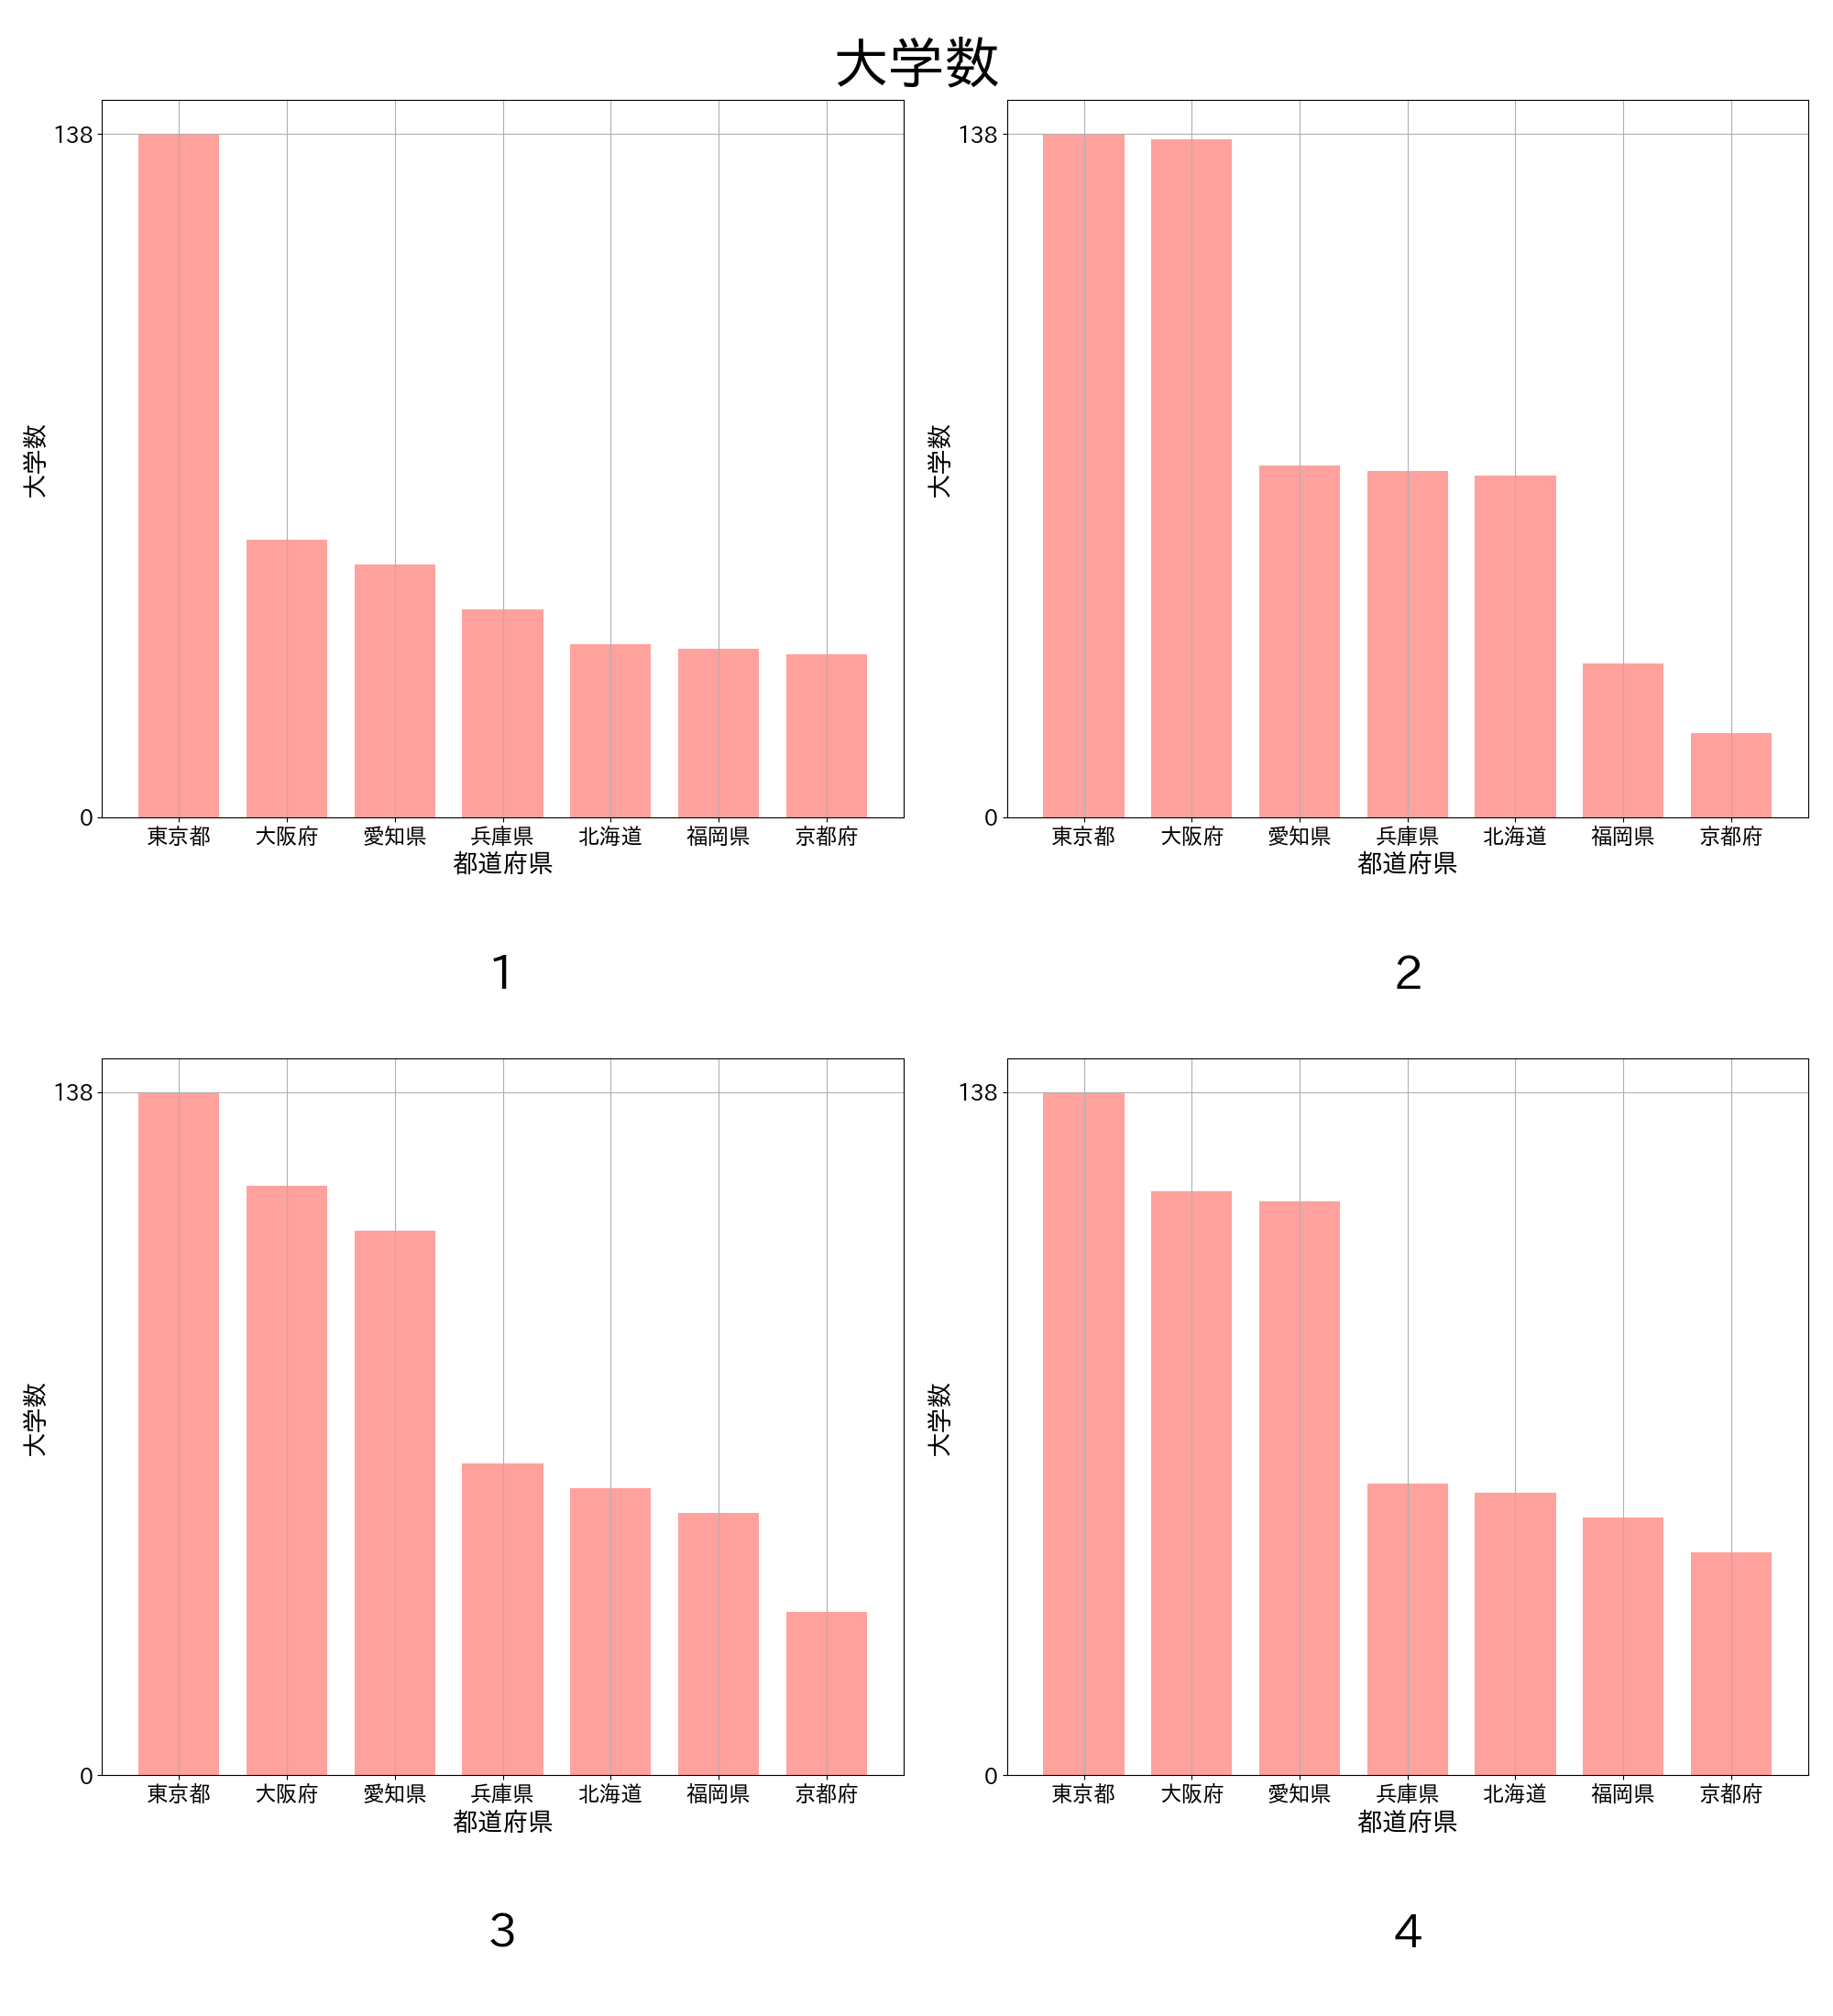 大学数
138
0
大学数
東京都 大阪府 愛知県 兵庫県 北海道 福岡県 京都府
都道府県
1
138
0
大学数
東京都 大阪府 愛知県 兵庫県 北海道 福岡県 京都府
都道府県
2
138
0
大学数
東京都 大阪府 愛知県 兵庫県 北海道 福岡県 京都府
都道府県
3
138
0
大学数
東京都 大阪府 愛知県 兵庫県 北海道 福岡県 京都府
都道府県
4